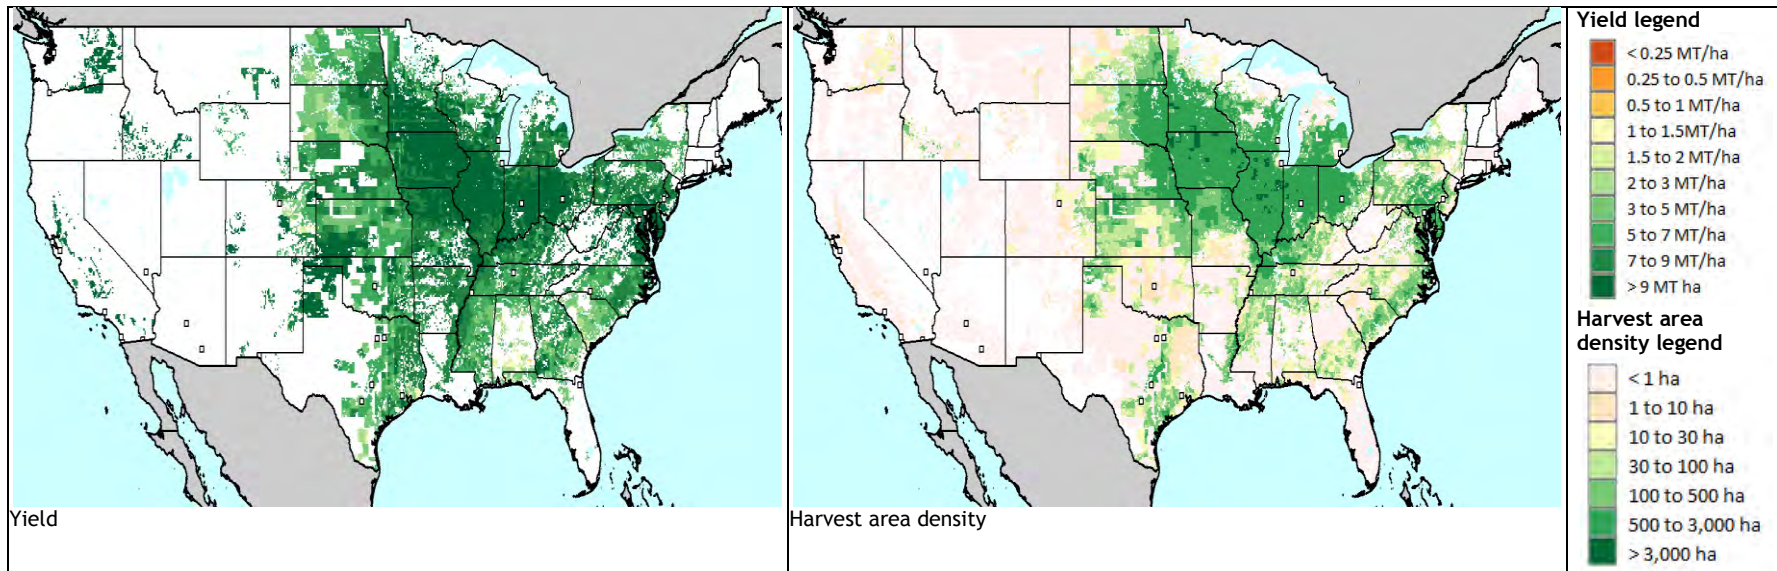 Yield
Harvest area density
Yield legend
< 0.25 MT/ha
0.25 to 0.5 MT/ha
0.5 to 1 MT/ha
1 to 1.5MT/ha
1.5 to 2 MT/ha
2 to 3 MT/ha
3 to 5 MT/ha
5 to 7 MT/ha
7 to 9 MT/ha
> 9 MT ha
Harvest area
density legend
< 1 ha
1 to 10 ha
10 to 30 ha
30 to 100 ha
100 to 500 ha
500 to 3,000 ha
> 3,000 ha